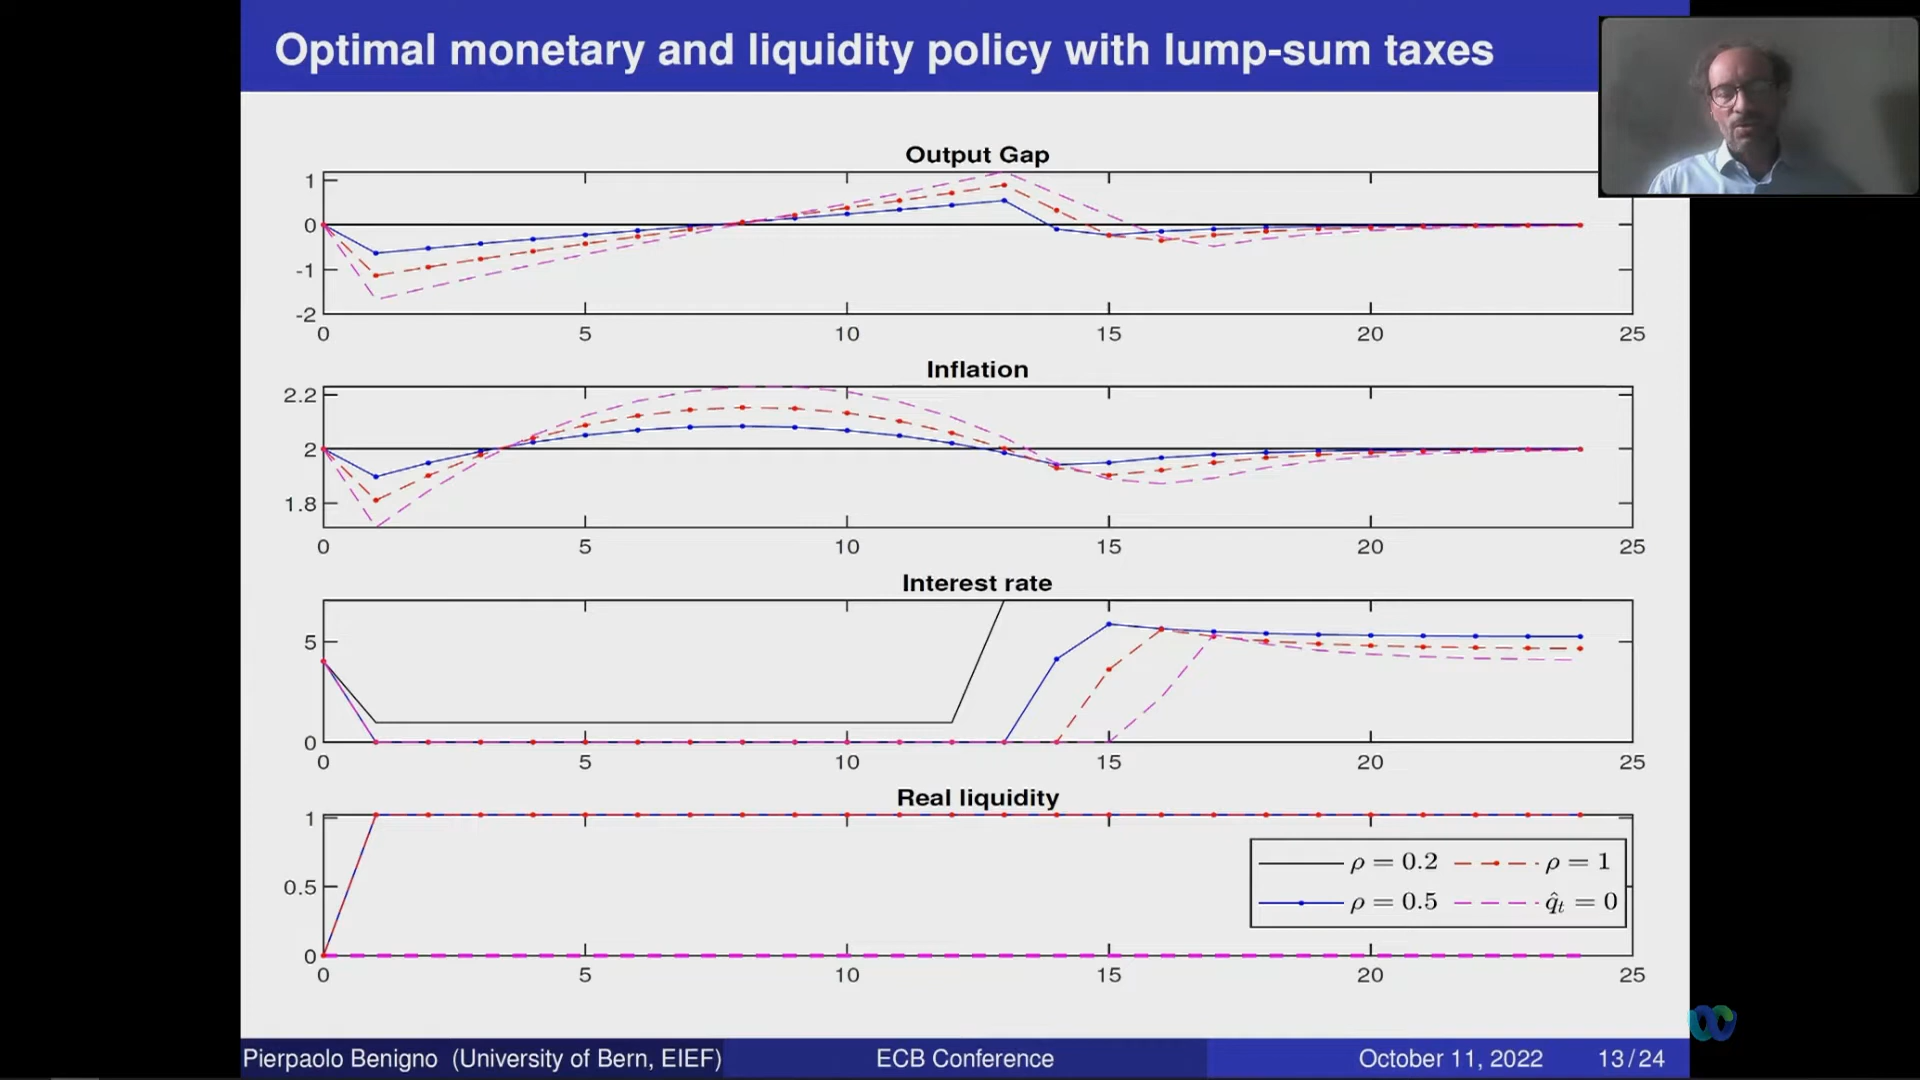 Optimal monetary and liquidity policy with lump-sum taxes
Output Gap
1
0
-1
-2
0 5 10 15 20 25
Inflation
2.2
2
1.8
0 5 10 15 20 25
Interest rate
5
0
0 5 10 15 20 25
Real liquidity
1
0.5
0
0 5 10 15 20 25
ρ = 0.2 ρ = 1
ρ = 0.5 q̂ₜ = 0
Pierpaolo Benigno (University of Bern, EIEF) ECB Conference October 11, 2022 13 / 24